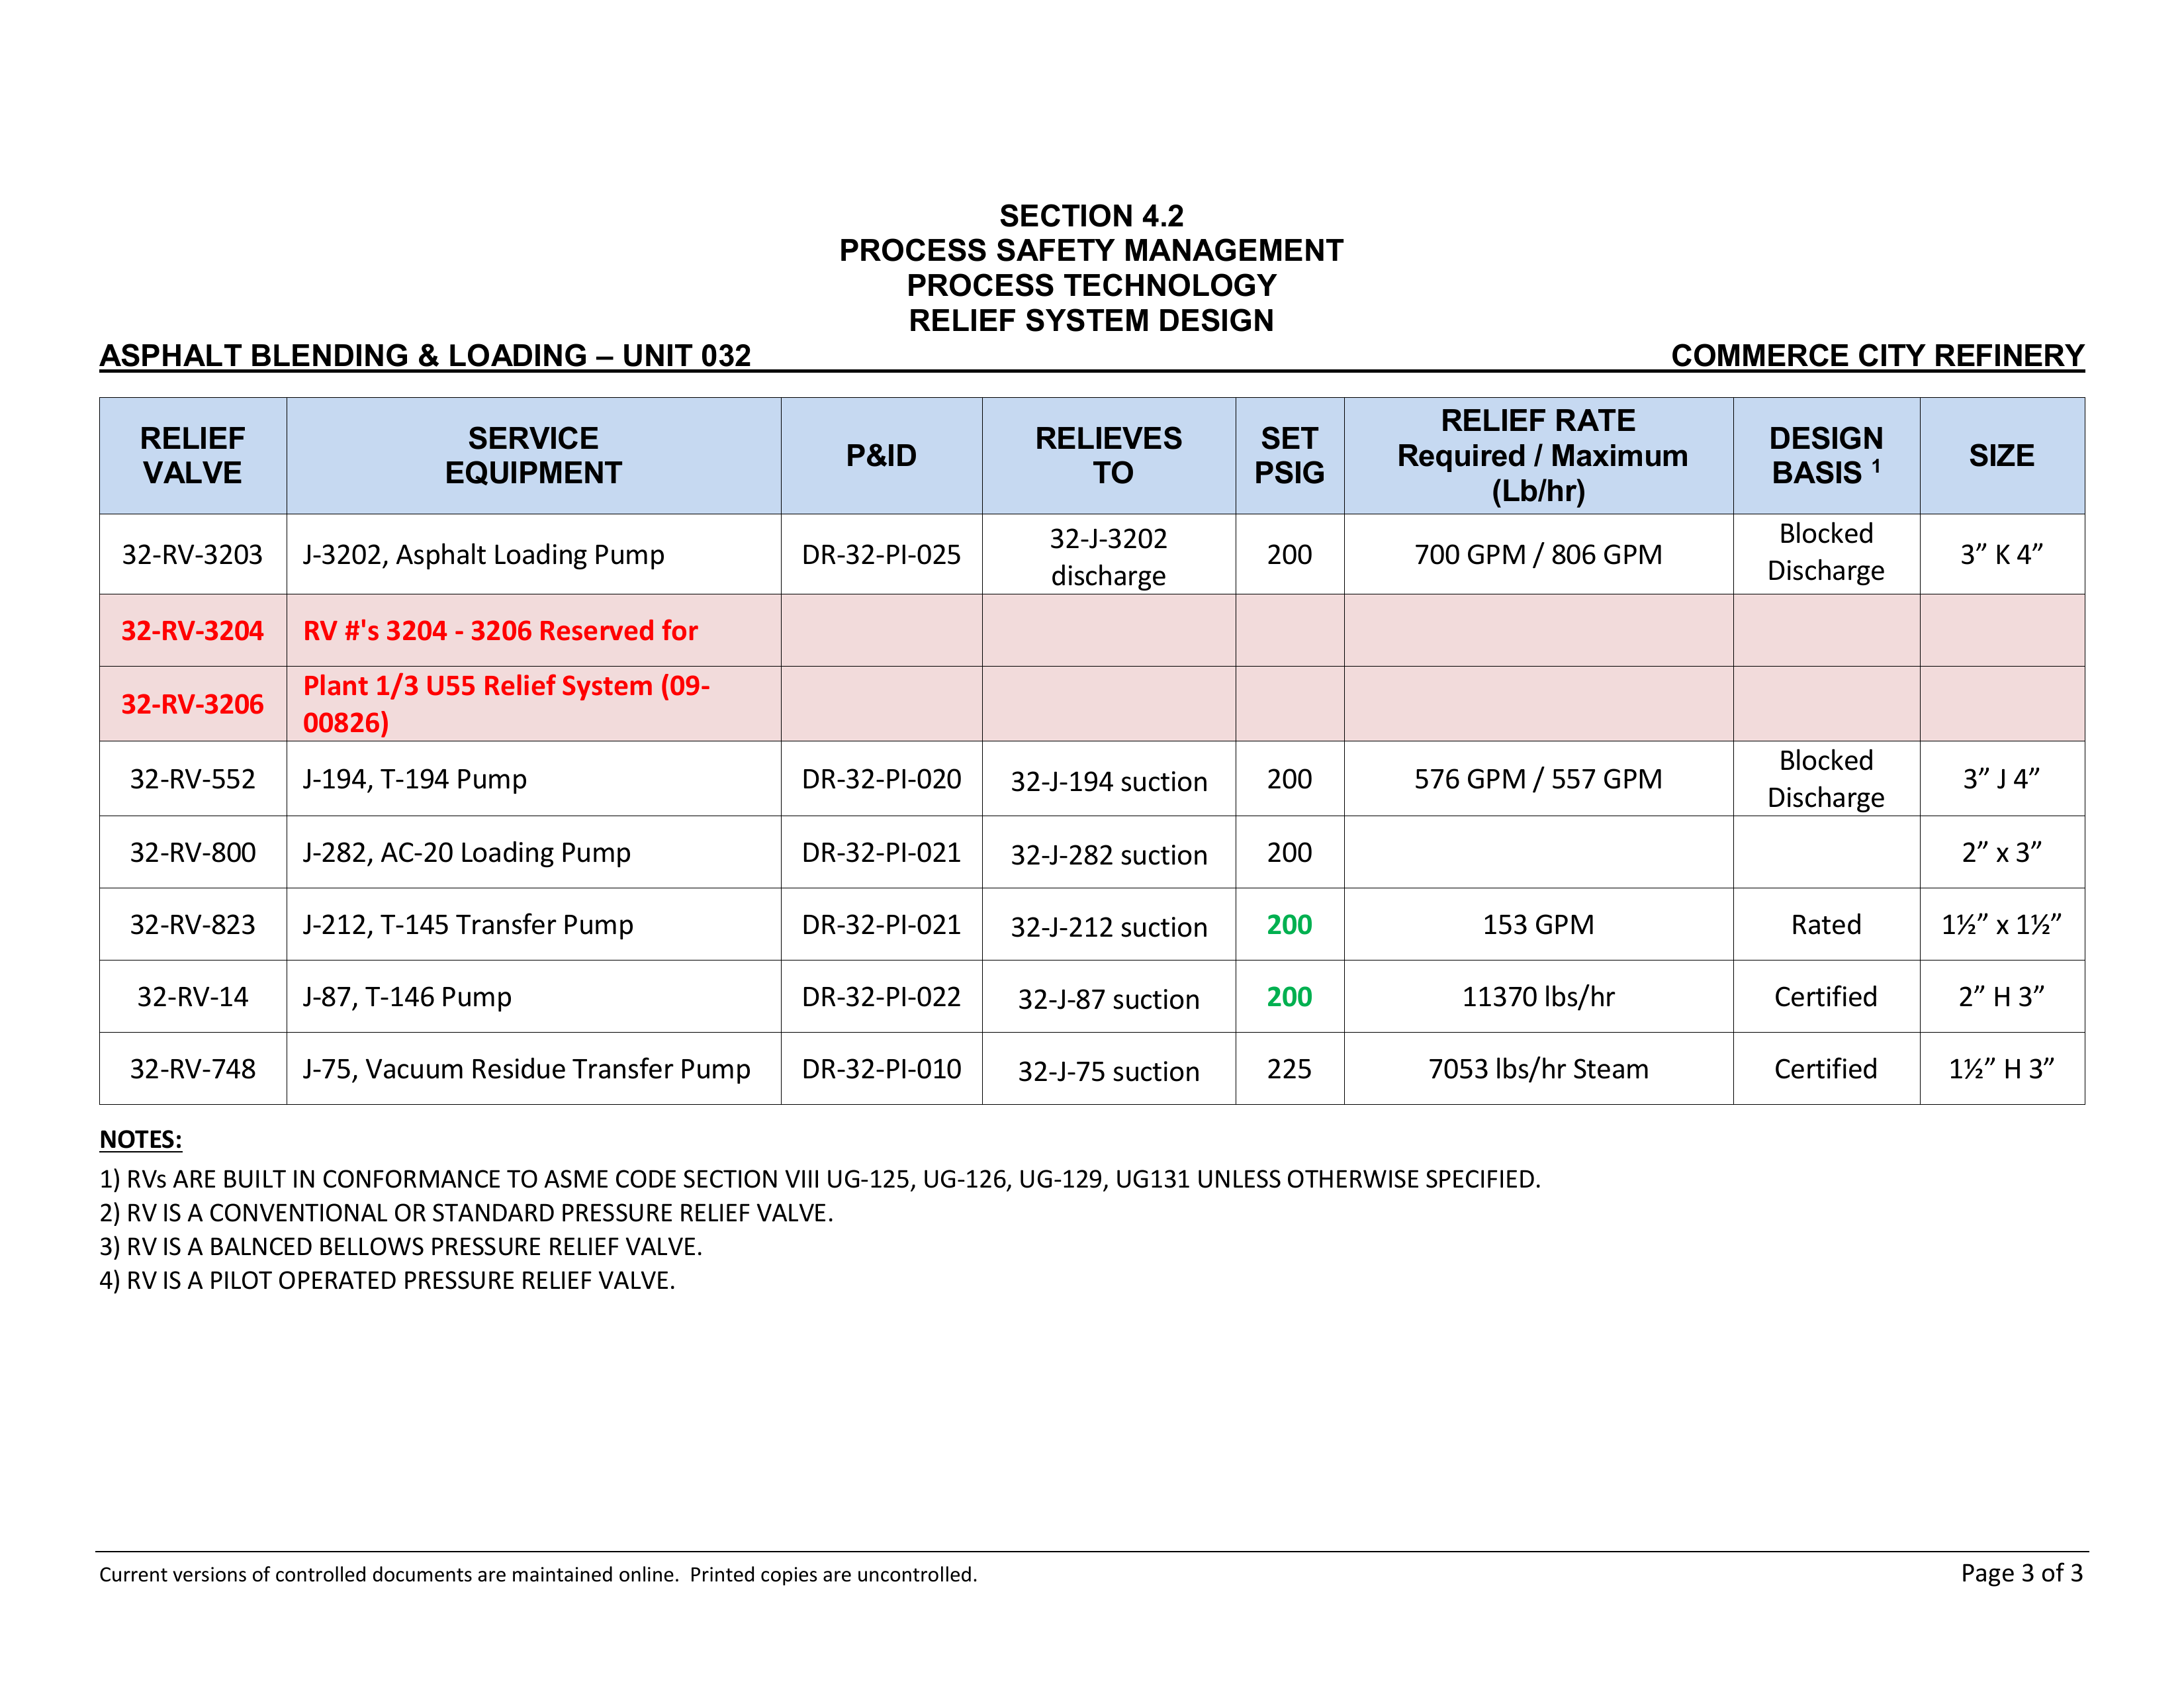 SECTION 4.2
PROCESS SAFETY MANAGEMENT
PROCESS TECHNOLOGY
RELIEF SYSTEM DESIGN
ASPHALT BLENDING & LOADING – UNIT 032 COMMERCE CITY REFINERY
RELIEF VALVE SERVICE EQUIPMENT P&ID RELIEVES TO SET PSIG RELIEF RATE Required / Maximum (Lb/hr) DESIGN BASIS 1 SIZE
32-RV-3203 J-3202, Asphalt Loading Pump DR-32-PI-025 32-J-3202 discharge 200 700 GPM / 806 GPM Blocked Discharge 3” K 4”
32-RV-3204 RV #'s 3204 - 3206 Reserved for
32-RV-3206 Plant 1/3 U55 Relief System (09-00826)
32-RV-552 J-194, T-194 Pump DR-32-PI-020 32-J-194 suction 200 576 GPM / 557 GPM Blocked Discharge 3” J 4”
32-RV-800 J-282, AC-20 Loading Pump DR-32-PI-021 32-J-282 suction 200 2” x 3”
32-RV-823 J-212, T-145 Transfer Pump DR-32-PI-021 32-J-212 suction 200 153 GPM Rated 1½” x 1½”
32-RV-14 J-87, T-146 Pump DR-32-PI-022 32-J-87 suction 200 11370 lbs/hr Certified 2” H 3”
32-RV-748 J-75, Vacuum Residue Transfer Pump DR-32-PI-010 32-J-75 suction 225 7053 lbs/hr Steam Certified 1½” H 3”
NOTES:
1) RVs ARE BUILT IN CONFORMANCE TO ASME CODE SECTION VIII UG-125, UG-126, UG-129, UG131 UNLESS OTHERWISE SPECIFIED.
2) RV IS A CONVENTIONAL OR STANDARD PRESSURE RELIEF VALVE.
3) RV IS A BALNCED BELLOWS PRESSURE RELIEF VALVE.
4) RV IS A PILOT OPERATED PRESSURE RELIEF VALVE.
Current versions of controlled documents are maintained online. Printed copies are uncontrolled. Page 3 of 3